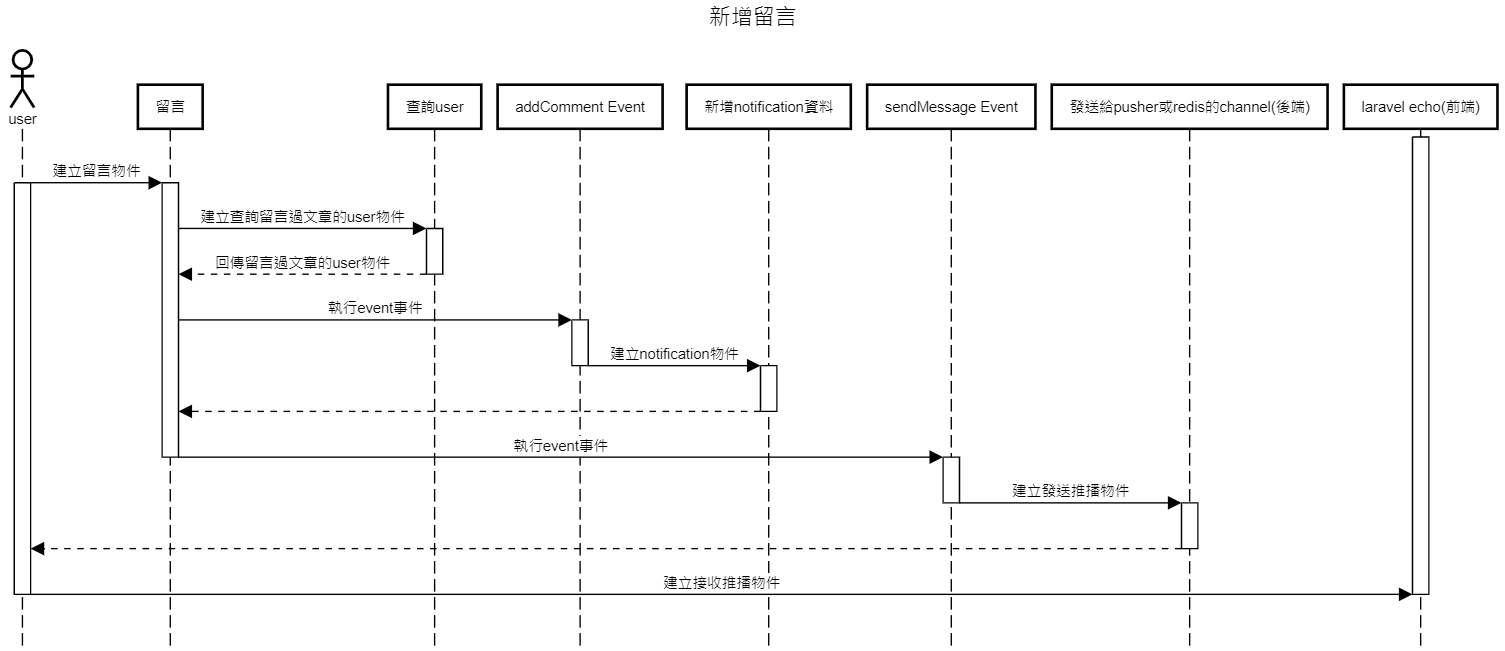 新增留言
user
留言
查詢user
addComment Event
新增notification資料
sendMessage Event
發送給pusher或redis的channel(後端)
laravel echo(前端)
建立留言物件
建立查詢留言過文章的user物件
回傳留言過文章的user物件
執行event事件
建立notification物件
執行event事件
建立發送推播物件
建立接收推播物件